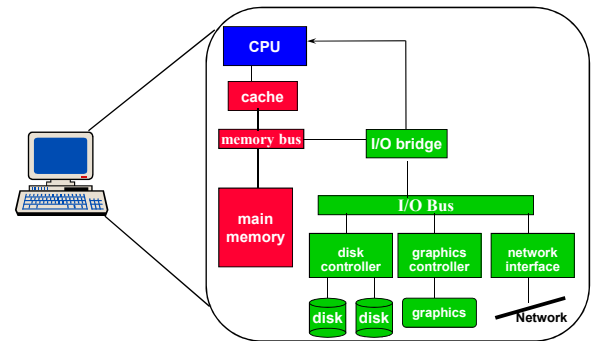 CPU
cache
memory bus
I/O bridge
main
memory
I/O Bus
disk
controller
graphics
controller
network
interface
disk
disk
graphics
Network